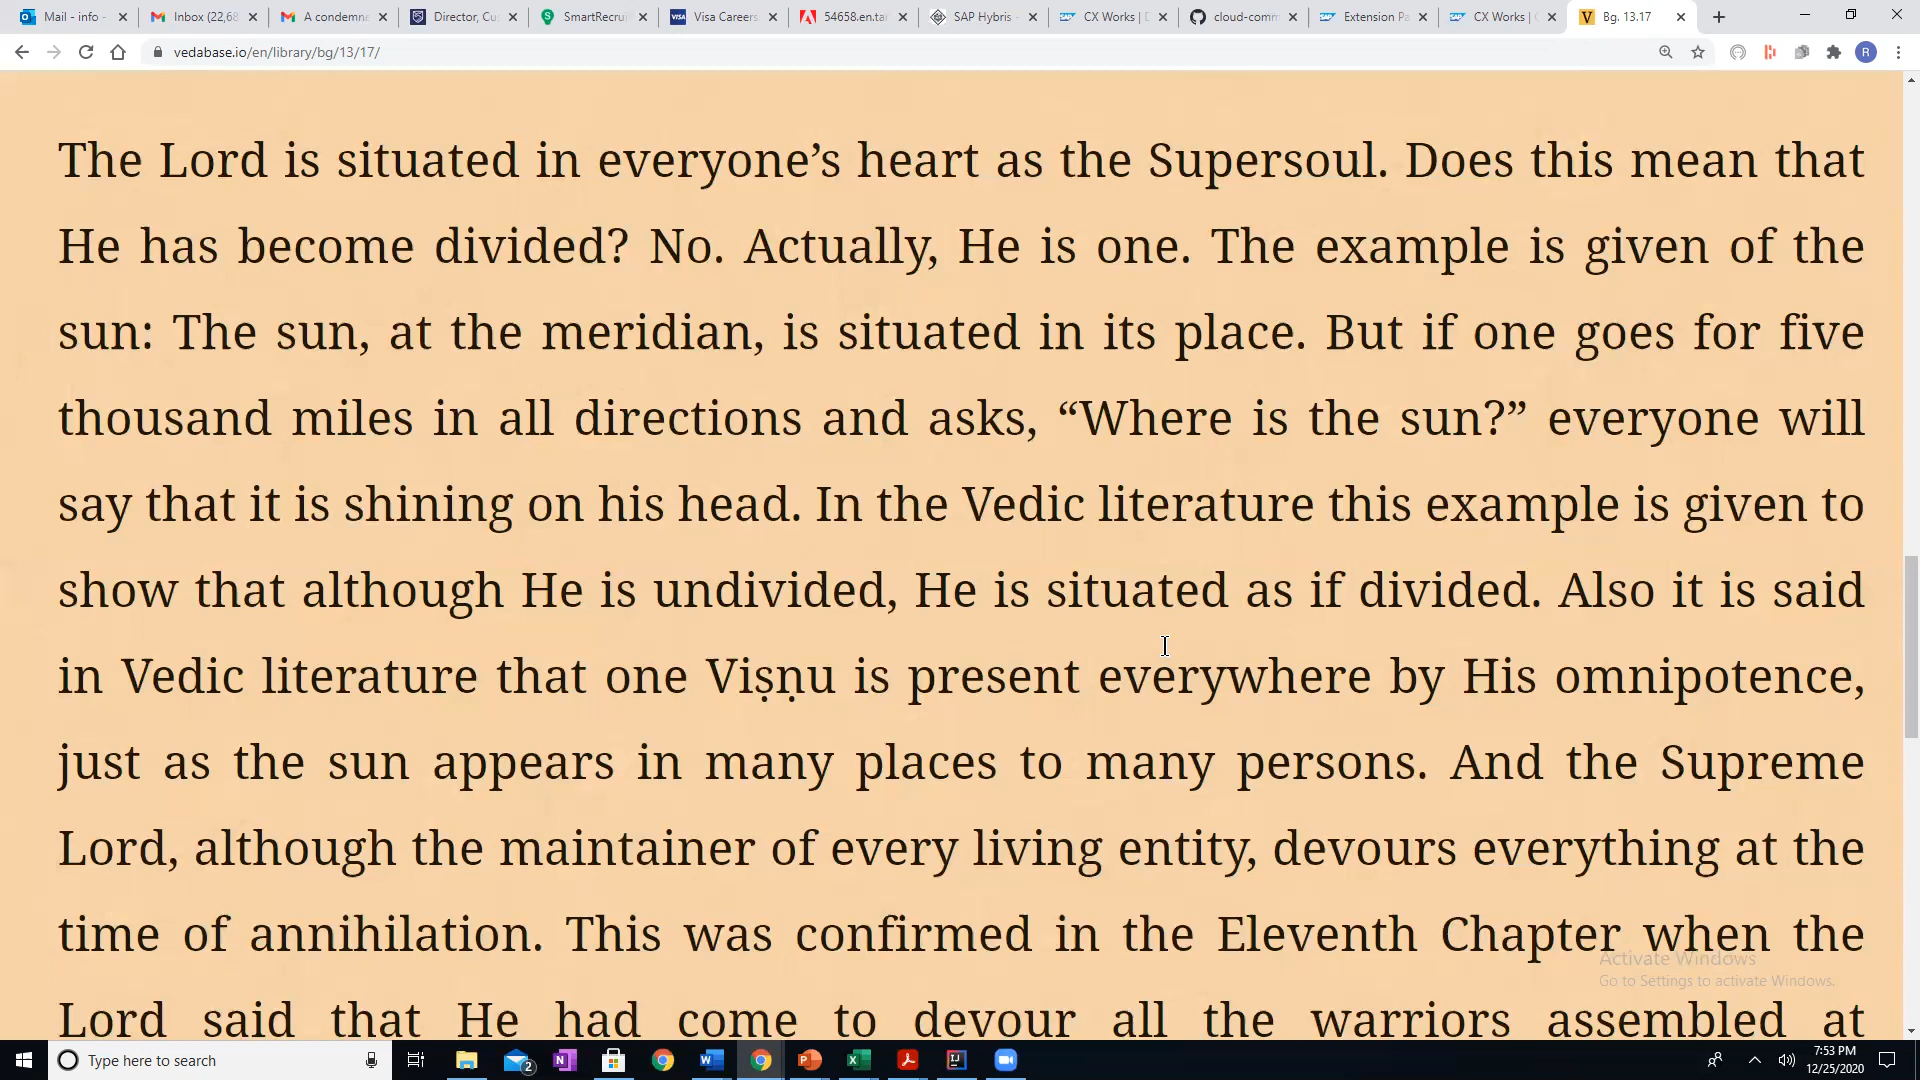 Mail - info -
Inbox (22,68
A condemne
Director, Cu
SmartRecrui
Visa Careers
54658.en.tar
SAP Hybris -
CX Works | D
cloud-comm
Extension Pa
CX Works | C
Bg. 13.17
vedabase.io/en/library/bg/13/17/
R
The Lord is situated in everyone’s heart as the Supersoul. Does this mean that
He has become divided? No. Actually, He is one. The example is given of the
sun: The sun, at the meridian, is situated in its place. But if one goes for five
thousand miles in all directions and asks, “Where is the sun?” everyone will
say that it is shining on his head. In the Vedic literature this example is given to
show that although He is undivided, He is situated as if divided. Also it is said
in Vedic literature that one Viṣṇu is present everywhere by His omnipotence,
just as the sun appears in many places to many persons. And the Supreme
Lord, although the maintainer of every living entity, devours everything at the
time of annihilation. This was confirmed in the Eleventh Chapter when the
Lord said that He had come to devour all the warriors assembled at
Activate Windows
Go to Settings to activate Windows.
Type here to search
2
7:53 PM
12/25/2020